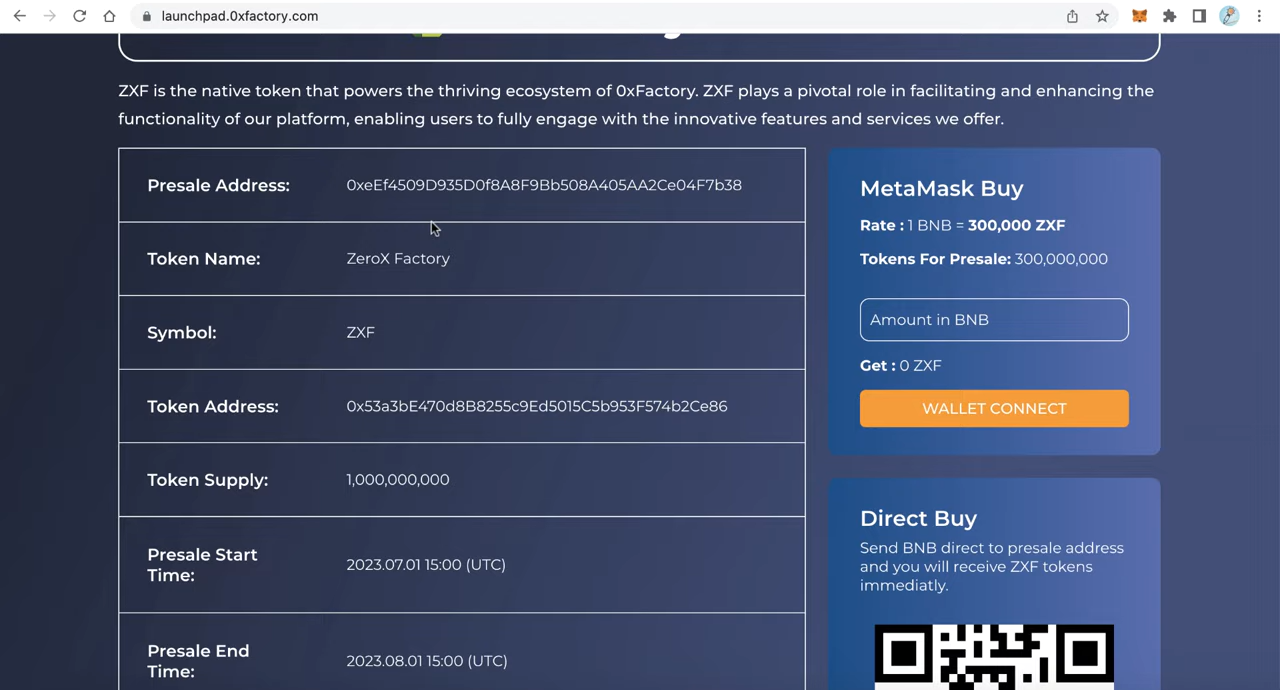 launchpad.0xfactory.com
ZXF is the native token that powers the thriving ecosystem of 0xFactory. ZXF plays a pivotal role in facilitating and enhancing the
functionality of our platform, enabling users to fully engage with the innovative features and services we offer.
Presale Address: 0xeEf4509D935D0f8A8F9Bb508A405AA2Ce04F7b38
Token Name: ZeroX Factory
Symbol: ZXF
Token Address: 0x53a3bE470d8B8255c9Ed5015C5b953F574b2Ce86
Token Supply: 1,000,000,000
Presale Start
Time: 2023.07.01 15:00 (UTC)
Presale End
Time: 2023.08.01 15:00 (UTC)
MetaMask Buy
Rate : 1 BNB = 300,000 ZXF
Tokens For Presale: 300,000,000
Amount in BNB
Get : 0 ZXF
WALLET CONNECT
Direct Buy
Send BNB direct to presale address
and you will receive ZXF tokens
immediatly.